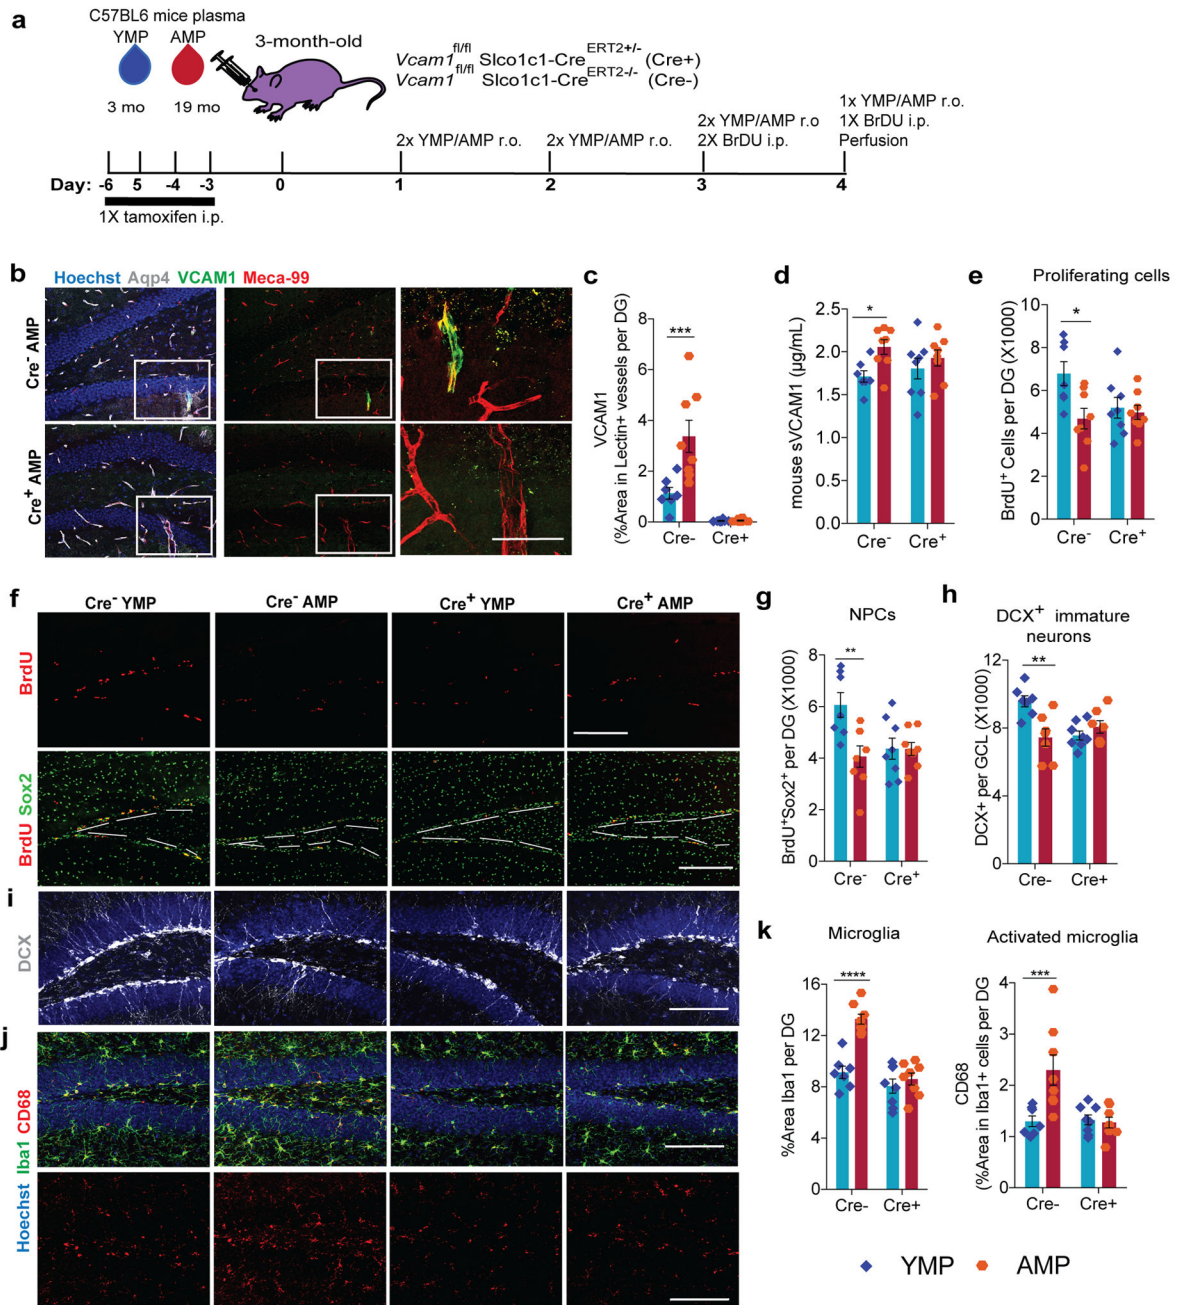 a
C57BL6 mice plasma
YMP AMP
3 mo 19 mo
3-month-old
Vcam1fl/fl Slco1c1-CreERT2+/- (Cre+)
Vcam1fl/fl Slco1c1-CreERT2-/- (Cre-)
2x YMP/AMP r.o.
2x YMP/AMP r.o.
2x YMP/AMP r.o
2X BrDU i.p.
1x YMP/AMP r.o.
1X BrDU i.p.
Perfusion
Day: -6 5 -4 -3 0 1 2 3 4
1X tamoxifen i.p.
b
Hoechst Aqp4 VCAM1 Meca-99
Cre- AMP
Cre+ AMP
c
VCAM1
(%Area in Lectin+ vessels per DG)
8
6
4
2
0
***
Cre- Cre+
d
mouse sVCAM1 (µg/mL)
2.5
2.0
1.5
1.0
0.5
0.0
*
Cre- Cre+
e
Proliferating cells
BrdU+ Cells per DG (X1000)
10
8
6
4
2
0
*
Cre- Cre+
f
Cre- YMP Cre- AMP Cre+ YMP Cre+ AMP
BrdU
BrdU Sox2
g
NPCs
BrdU+Sox2+ per DG (X1000)
8
6
4
2
0
**
Cre- Cre+
h
DCX+ immature
neurons
DCX+ per GCL (X1000)
12
8
4
0
**
Cre- Cre+
i
DCX
j
Hoechst Iba1 CD68
k
Microglia
%Area Iba1 per DG
16
12
8
4
0
****
Cre- Cre+
Activated microglia
CD68
(%Area in Iba1+ cells per DG
4
3
2
1
0
***
Cre- Cre+
YMP AMP